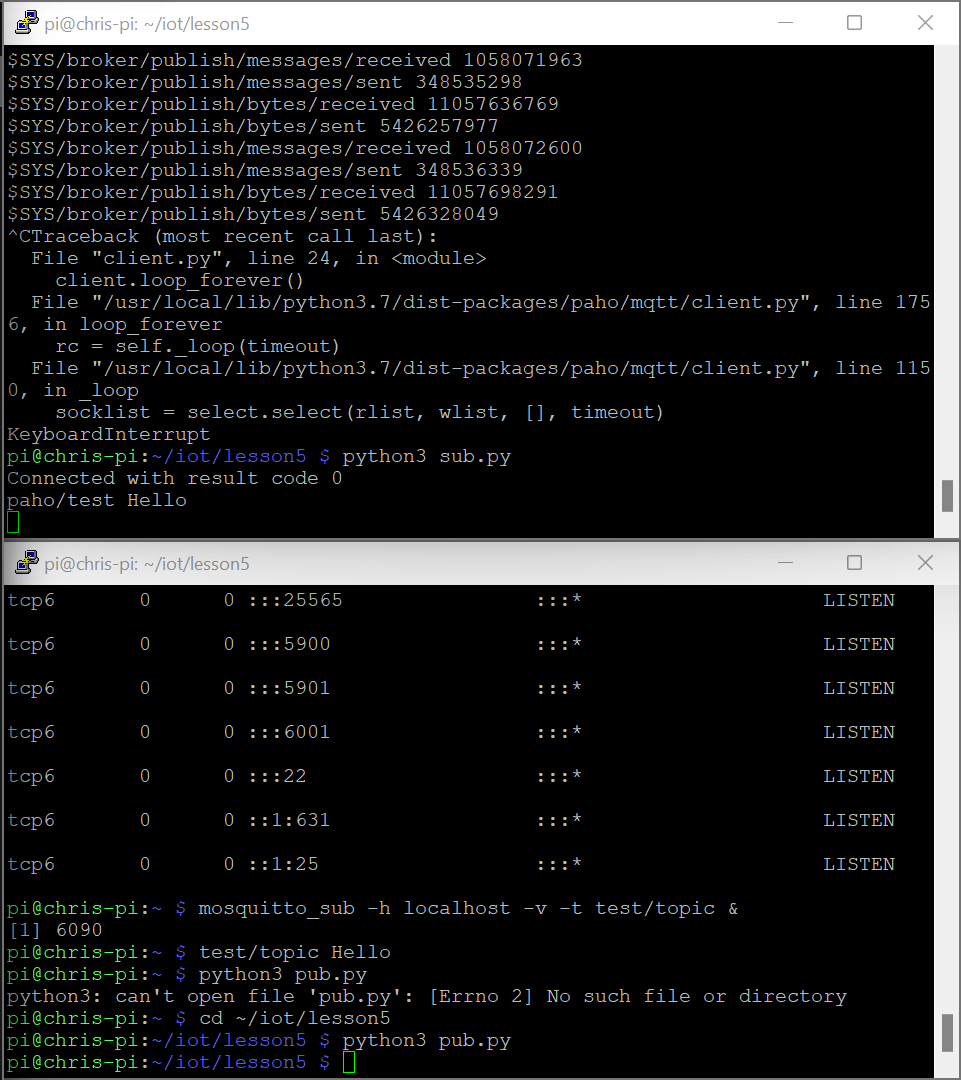 pi@chris-pi: ~/iot/lesson5
$SYS/broker/publish/messages/received 1058071963
$SYS/broker/publish/messages/sent 348535298
$SYS/broker/publish/bytes/received 11057636769
$SYS/broker/publish/bytes/sent 5426257977
$SYS/broker/publish/messages/received 1058072600
$SYS/broker/publish/messages/sent 348536339
$SYS/broker/publish/bytes/received 11057698291
$SYS/broker/publish/bytes/sent 5426328049
^CTraceback (most recent call last):
  File "client.py", line 24, in <module>
    client.loop_forever()
  File "/usr/local/lib/python3.7/dist-packages/paho/mqtt/client.py", line 175
6, in loop_forever
    rc = self._loop(timeout)
  File "/usr/local/lib/python3.7/dist-packages/paho/mqtt/client.py", line 115
0, in _loop
    socklist = select.select(rlist, wlist, [], timeout)
KeyboardInterrupt
pi@chris-pi:~/iot/lesson5 $ python3 sub.py
Connected with result code 0
paho/test Hello
pi@chris-pi: ~/iot/lesson5
tcp6       0      0 :::25565                :::*                    LISTEN
tcp6       0      0 :::5900                 :::*                    LISTEN
tcp6       0      0 :::5901                 :::*                    LISTEN
tcp6       0      0 :::6001                 :::*                    LISTEN
tcp6       0      0 :::22                   :::*                    LISTEN
tcp6       0      0 ::1:631                 :::*                    LISTEN
tcp6       0      0 ::1:25                  :::*                    LISTEN
pi@chris-pi:~ $ mosquitto_sub -h localhost -v -t test/topic &
[1] 6090
pi@chris-pi:~ $ test/topic Hello
pi@chris-pi:~ $ python3 pub.py
python3: can't open file 'pub.py': [Errno 2] No such file or directory
pi@chris-pi:~ $ cd ~/iot/lesson5
pi@chris-pi:~/iot/lesson5 $ python3 pub.py
pi@chris-pi:~/iot/lesson5 $